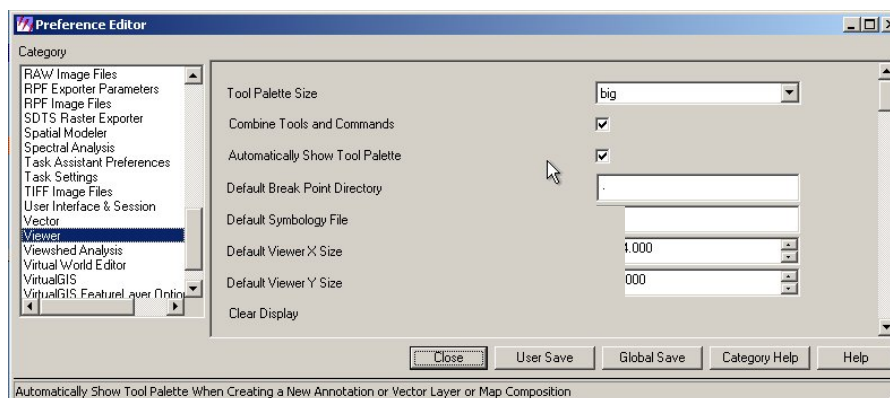 Preference Editor
Category
RAW Image Files
RPF Exporter Parameters
RPF Image Files
SDTS Raster Exporter
Spatial Modeler
Spectral Analysis
Task Assistant Preferences
Task Settings
TIFF Image Files
User Interface & Session
Vector
Viewer
Viewshed Analysis
Virtual World Editor
VirtualGIS
VirtualGIS FeatureLayer
Tool Palette Size
big
Combine Tools and Commands
Automatically Show Tool Palette
Default Break Point Directory
.
Default Symbology File
Default Viewer X Size
.000
Default Viewer Y Size
000
Clear Display
Close
User Save
Global Save
Category Help
Help
Automatically Show Tool Palette When Creating a New Annotation or Vector Layer or Map Composition